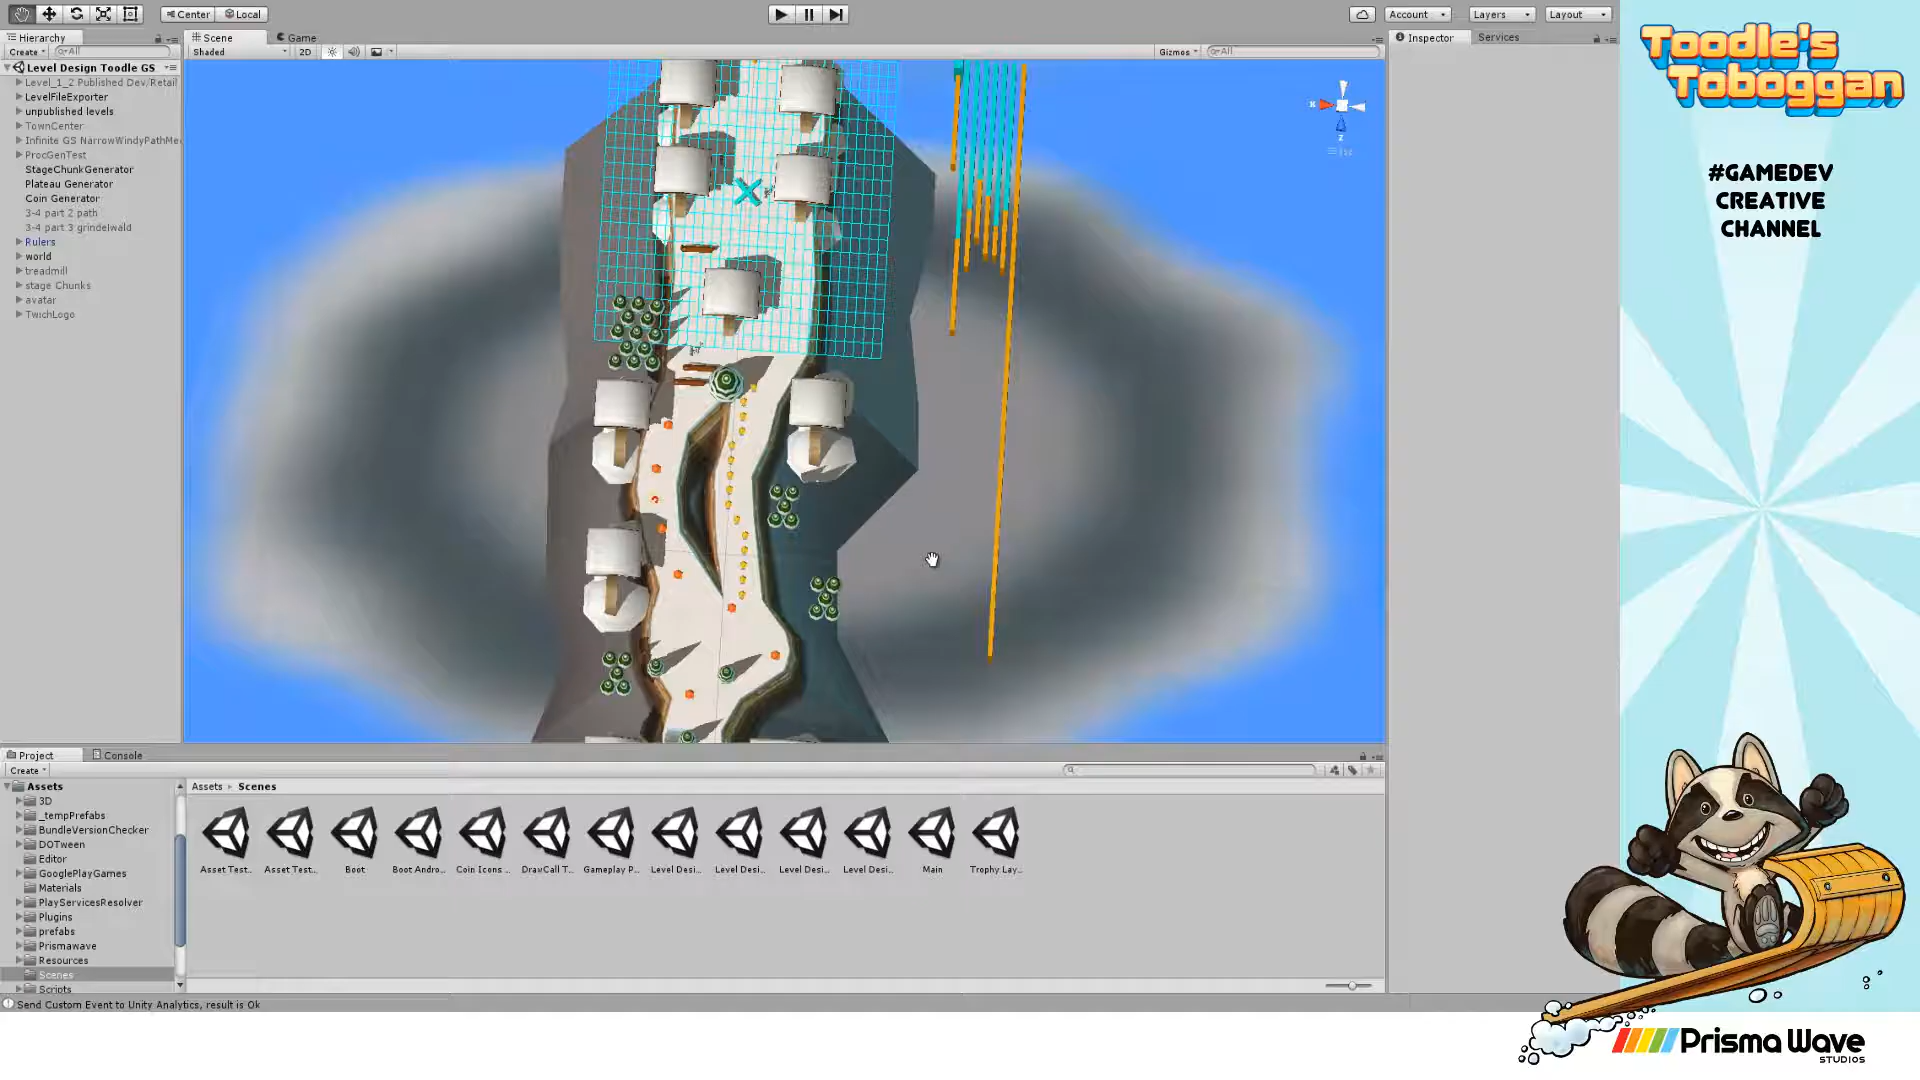 Center
Local
Account
Layers
Layout
Hierarchy
Scene
Game
Inspector
Services
Create
All
Shaded
2D
Gizmos
All
Level Design Toodle GS
Level_1_2 Published Dev/Retail
LevelFileExporter
unpublished levels
TownCenter
Infinite GS NarrowWindyPathMe
ProcGenTest
StageChunkGenerator
Plateau Generator
Coin Generator
3-4 part 2 path
3-4 part 3 grindelwald
Rulers
world
treadmill
stage Chunks
avatar
TwichLogo
x
z
Toodle's
Toboggan
#GAMEDEV
CREATIVE
CHANNEL
Project
Console
Create
Assets
3D
_tempPrefabs
BundleVersionChecker
DOTween
Editor
GooglePlayGames
Materials
PlayServicesResolver
Plugins
prefabs
Prismawave
Resources
Scenes
Scripts
Assets
Scenes
Asset Test..
Asset Test...
Boot
Boot Andro...
Coin Icons ...
DrawCall T...
Gameplay P...
Level Desi...
Level Desi...
Level Desi...
Level Desi...
Main
Trophy Lay...
Send Custom Event to Unity Analytics, result is Ok
Prisma Wave
STUDIOS